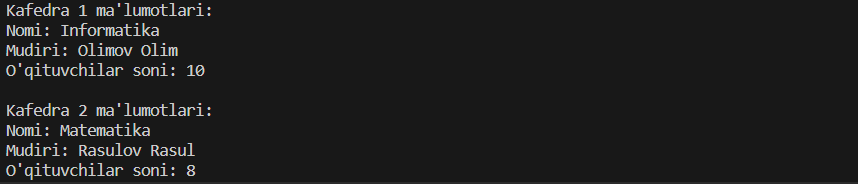 Kafedra 1 ma'lumotlari:
Nomi: Informatika
Mudiri: Olimov Olim
O'qituvchilar soni: 10

Kafedra 2 ma'lumotlari:
Nomi: Matematika
Mudiri: Rasulov Rasul
O'qituvchilar soni: 8